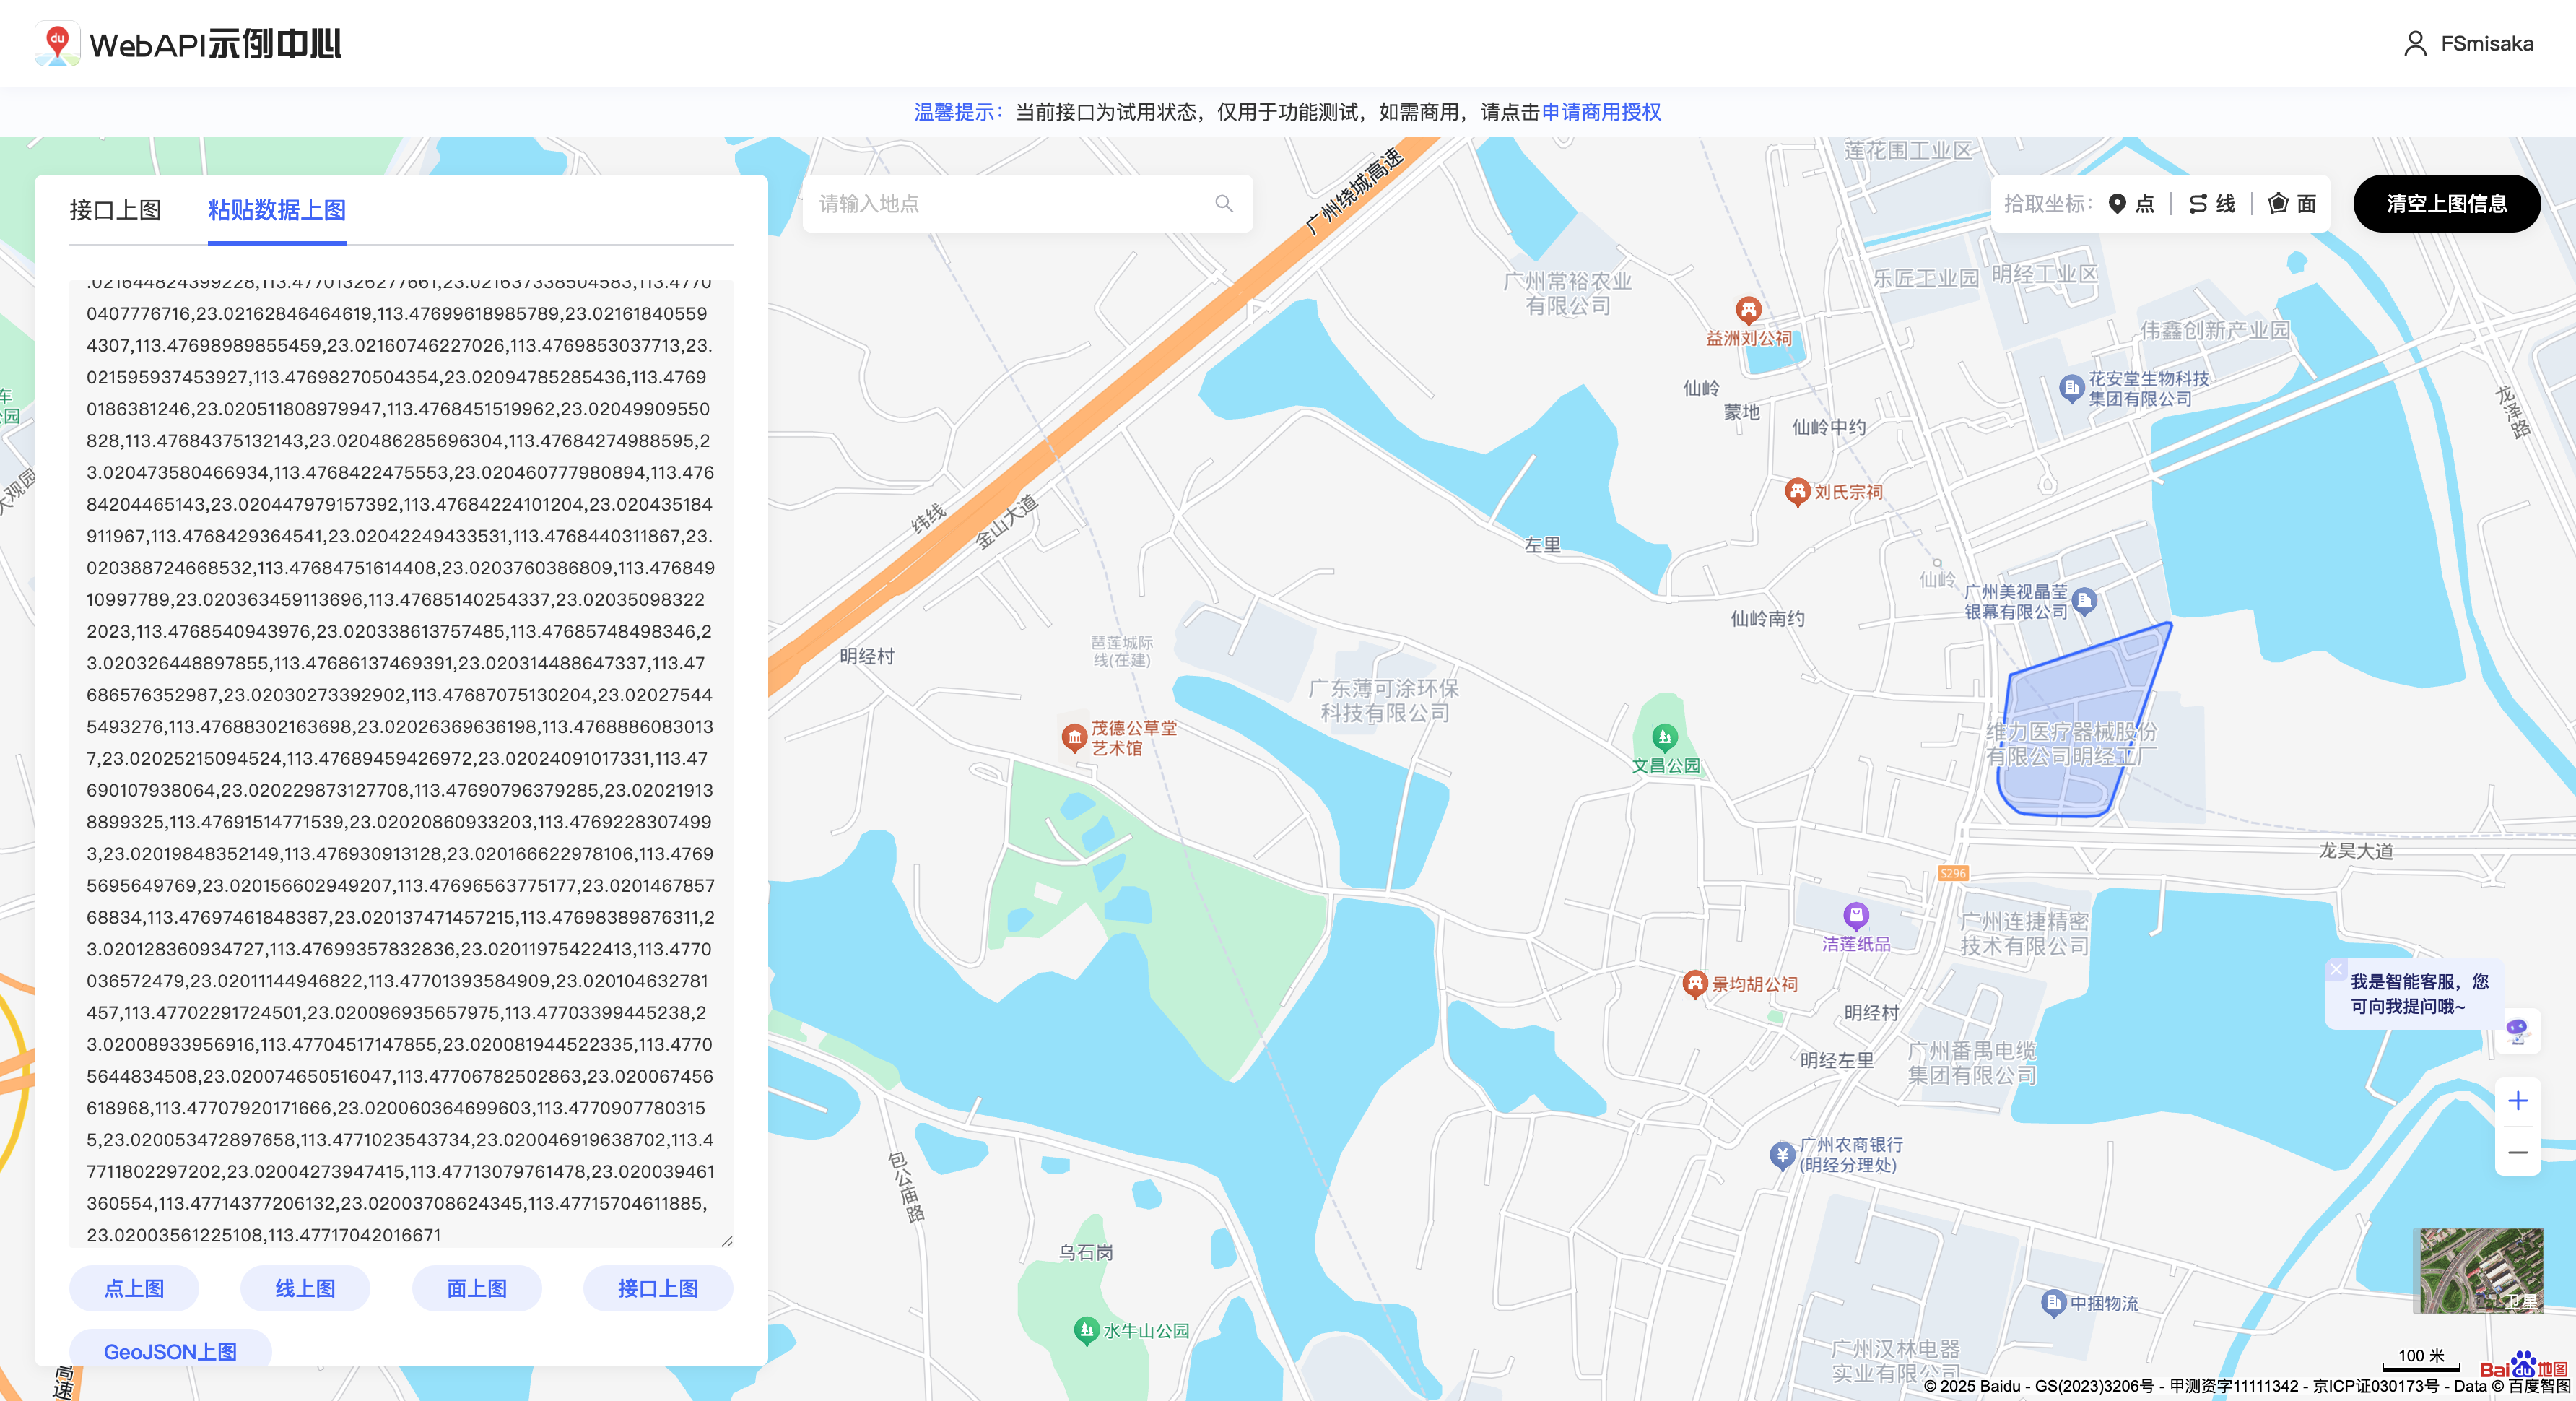 du WebAPI示例中心
FSmisaka
温馨提示：当前接口为试用状态，仅用于功能测试，如需商用，请点击申请商用授权
接口上图
粘贴数据上图
.021644824399228,113.47701326277661,23.021637338504583,113.4770
0407776716,23.02162846464619,113.47699618985789,23.02161840559
4307,113.47698989855459,23.02160746227026,113.4769853037713,23.
021595937453927,113.47698270504354,23.02094785285436,113.4769
0186381246,23.020511808979947,113.4768451519962,23.02049909550
828,113.47684375132143,23.020486285696304,113.47684274988595,2
3.020473580466934,113.4768422475553,23.020460777980894,113.476
84204465143,23.020447979157392,113.47684224101204,23.020435184
911967,113.4768429364541,23.02042249433531,113.4768440311867,23.
020388724668532,113.47684751614408,23.0203760386809,113.476849
10997789,23.020363459113696,113.47685140254337,23.02035098322
2023,113.4768540943976,23.020338613757485,113.47685748498346,2
3.020326448897855,113.47686137469391,23.020314488647337,113.47
686576352987,23.02030273392902,113.47687075130204,23.02027544
5493276,113.47688302163698,23.02026369636198,113.4768886083013
7,23.02025215094524,113.47689459426972,23.02024091017331,113.47
690107938064,23.020229873127708,113.47690796379285,23.02021913
8899325,113.47691514771539,23.02020860933203,113.4769228307499
3,23.02019848352149,113.476930913128,23.020166622978106,113.4769
5695649769,23.020156602949207,113.47696563775177,23.0201467857
68834,113.47697461848387,23.020137471457215,113.47698389876311,2
3.020128360934727,113.47699357832836,23.02011975422413,113.4770
036572479,23.02011144946822,113.47701393584909,23.020104632781
457,113.47702291724501,23.020096935657975,113.47703399445238,2
3.02008933956916,113.47704517147855,23.020081944522335,113.4770
5644834508,23.020074650516047,113.47706782502863,23.020067456
618968,113.47707920171666,23.020060364699603,113.4770907780315
5,23.020053472897658,113.4771023543734,23.020046919638702,113.4
7711802297202,23.02004273947415,113.47713079761478,23.020039461
360554,113.47714377206132,23.02003708624345,113.47715704611885,
23.02003561225108,113.47717042016671
点上图
线上图
面上图
接口上图
GeoJSON上图
请输入地点
拾取坐标： 点 线 面
清空上图信息
广州绕城高速
莲花围工业区
广州常裕农业
有限公司
乐匠工业园
明经工业区
益洲刘公祠
伟鑫创新产业园
仙岭
蒙地
仙岭中约
花安堂生物科技
集团有限公司
龙泽路
车
公园
大观园
刘氏宗祠
纬线
金山大道
左里
仙岭
广州美视晶莹
银幕有限公司
仙岭南约
明经村
琶莲城际
线(在建)
广东薄可涂环保
科技有限公司
茂德公草堂
艺术馆
文昌公园
维力医疗器械股份
有限公司明经工厂
龙昊大道
S296
洁莲纸品
广州连捷精密
技术有限公司
景均胡公祠
明经村
我是智能客服，您
可向我提问哦~
明经左里
广州番禺电缆
集团有限公司
广州农商银行
(明经分理处)
包公庙路
乌石岗
水牛山公园
中捆物流
卫星
广州汉林电器
实业有限公司
高速
100 米
Bai du 地图
© 2025 Baidu - GS(2023)3206号 - 甲测资字11111342 - 京ICP证030173号 - Data © 百度智图